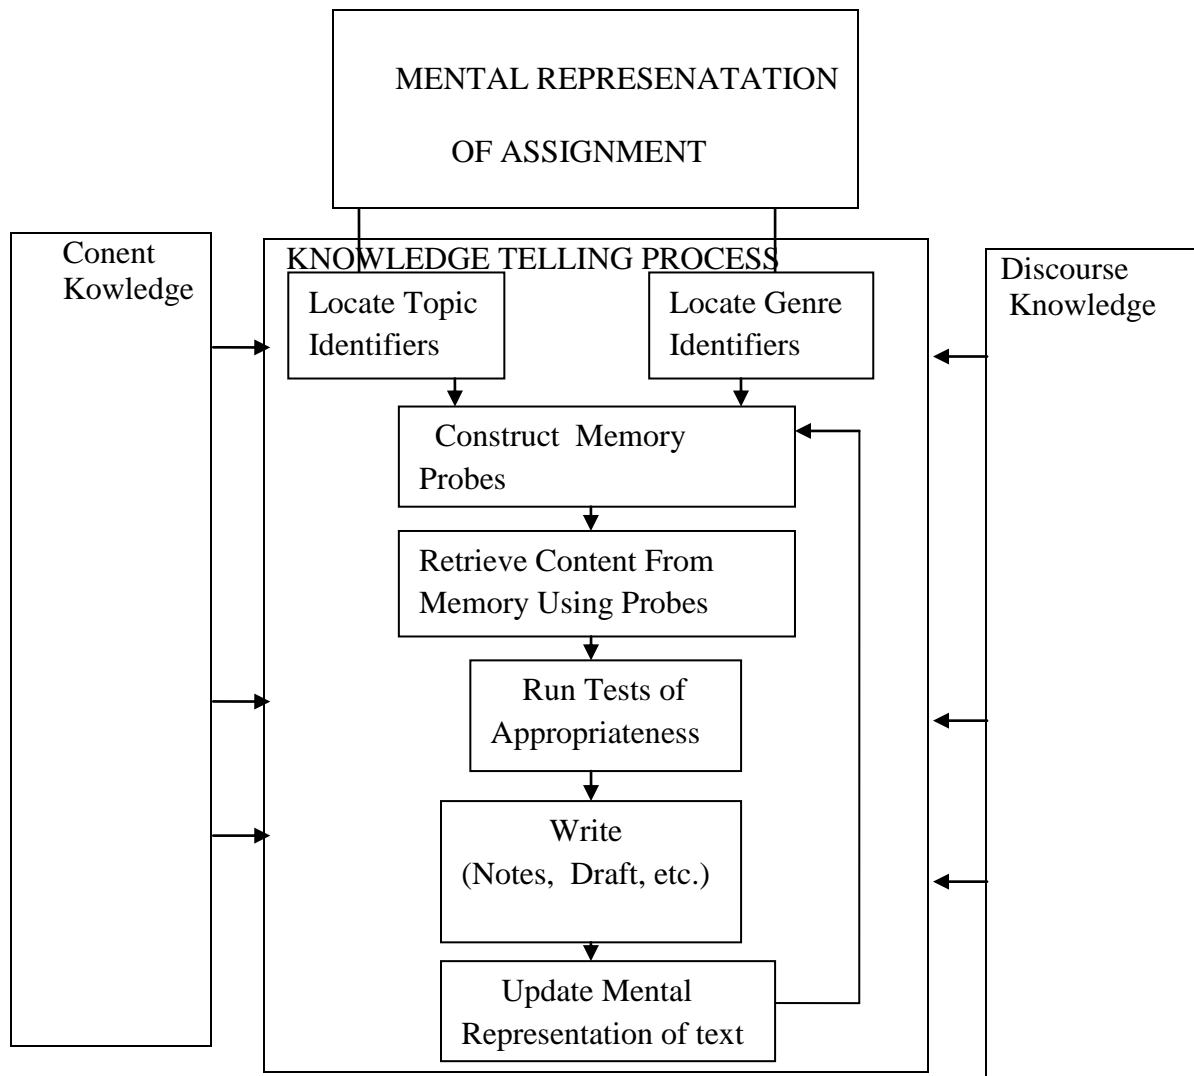 MENTAL REPRESENATATION
OF ASSIGNMENT
Conent
Kowledge
KNOWLEDGE TELLING PROCESS
Discourse
Knowledge
Locate Topic
Identifiers
Locate Genre
Identifiers
Construct Memory
Probes
Retrieve Content From
Memory Using Probes
Run Tests of
Appropriateness
Write
(Notes, Draft, etc.)
Update Mental
Representation of text